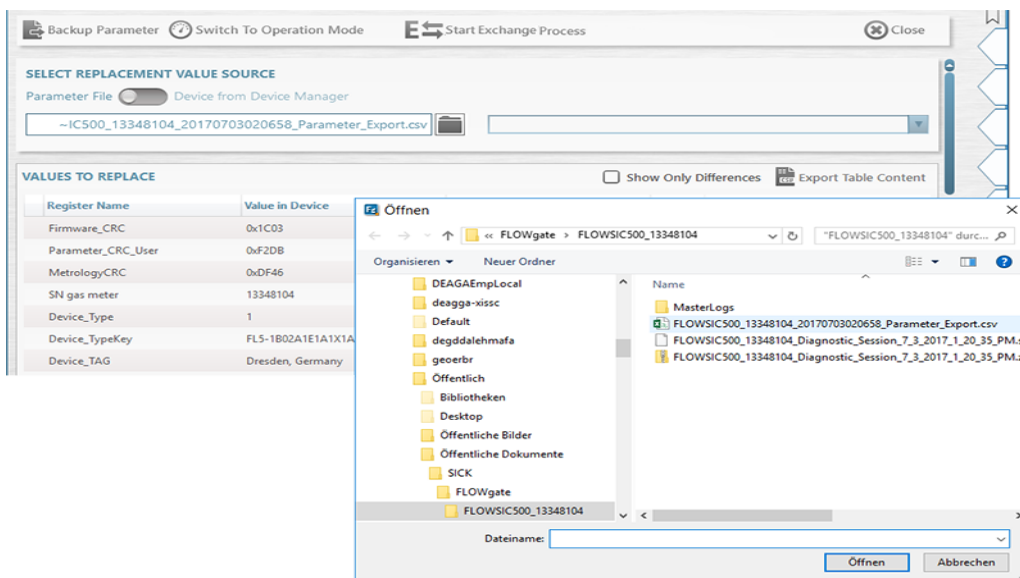 Backup Parameter Switch To Operation Mode E Start Exchange Process Close
SELECT REPLACEMENT VALUE SOURCE
Parameter File Device from Device Manager
~IC500_13348104_20170703020658_Parameter_Export.csv
VALUES TO REPLACE Show Only Differences Export Table Content
Register Name Value in Device
Firmware_CRC 0x1C03
Parameter_CRC_User 0xF2DB
MetrologyCRC 0xDF46
SN gas meter 13348104
Device_Type 1
Device_TypeKey FL5-1B02A1E1A1X1A
Device_TAG Dresden, Germany
Öffnen
« FLOWgate › FLOWSIC500_13348104 "FLOWSIC500_13348104" durc...
Organisieren Neuer Ordner
DEAGAEmpLocal
deagga-xissc
Default
degddalehmafa
geoerbr
Öffentlich
Bibliotheken
Desktop
Öffentliche Bilder
Öffentliche Dokumente
SICK
FLOWgate
FLOWSIC500_13348104
Name
MasterLogs
FLOWSIC500_13348104_20170703020658_Parameter_Export.csv
FLOWSIC500_13348104_Diagnostic_Session_7_3_2017_1_20_35_PM.
FLOWSIC500_13348104_Diagnostic_Session_7_3_2017_1_20_35_PM.
Dateiname:
Öffnen Abbrechen